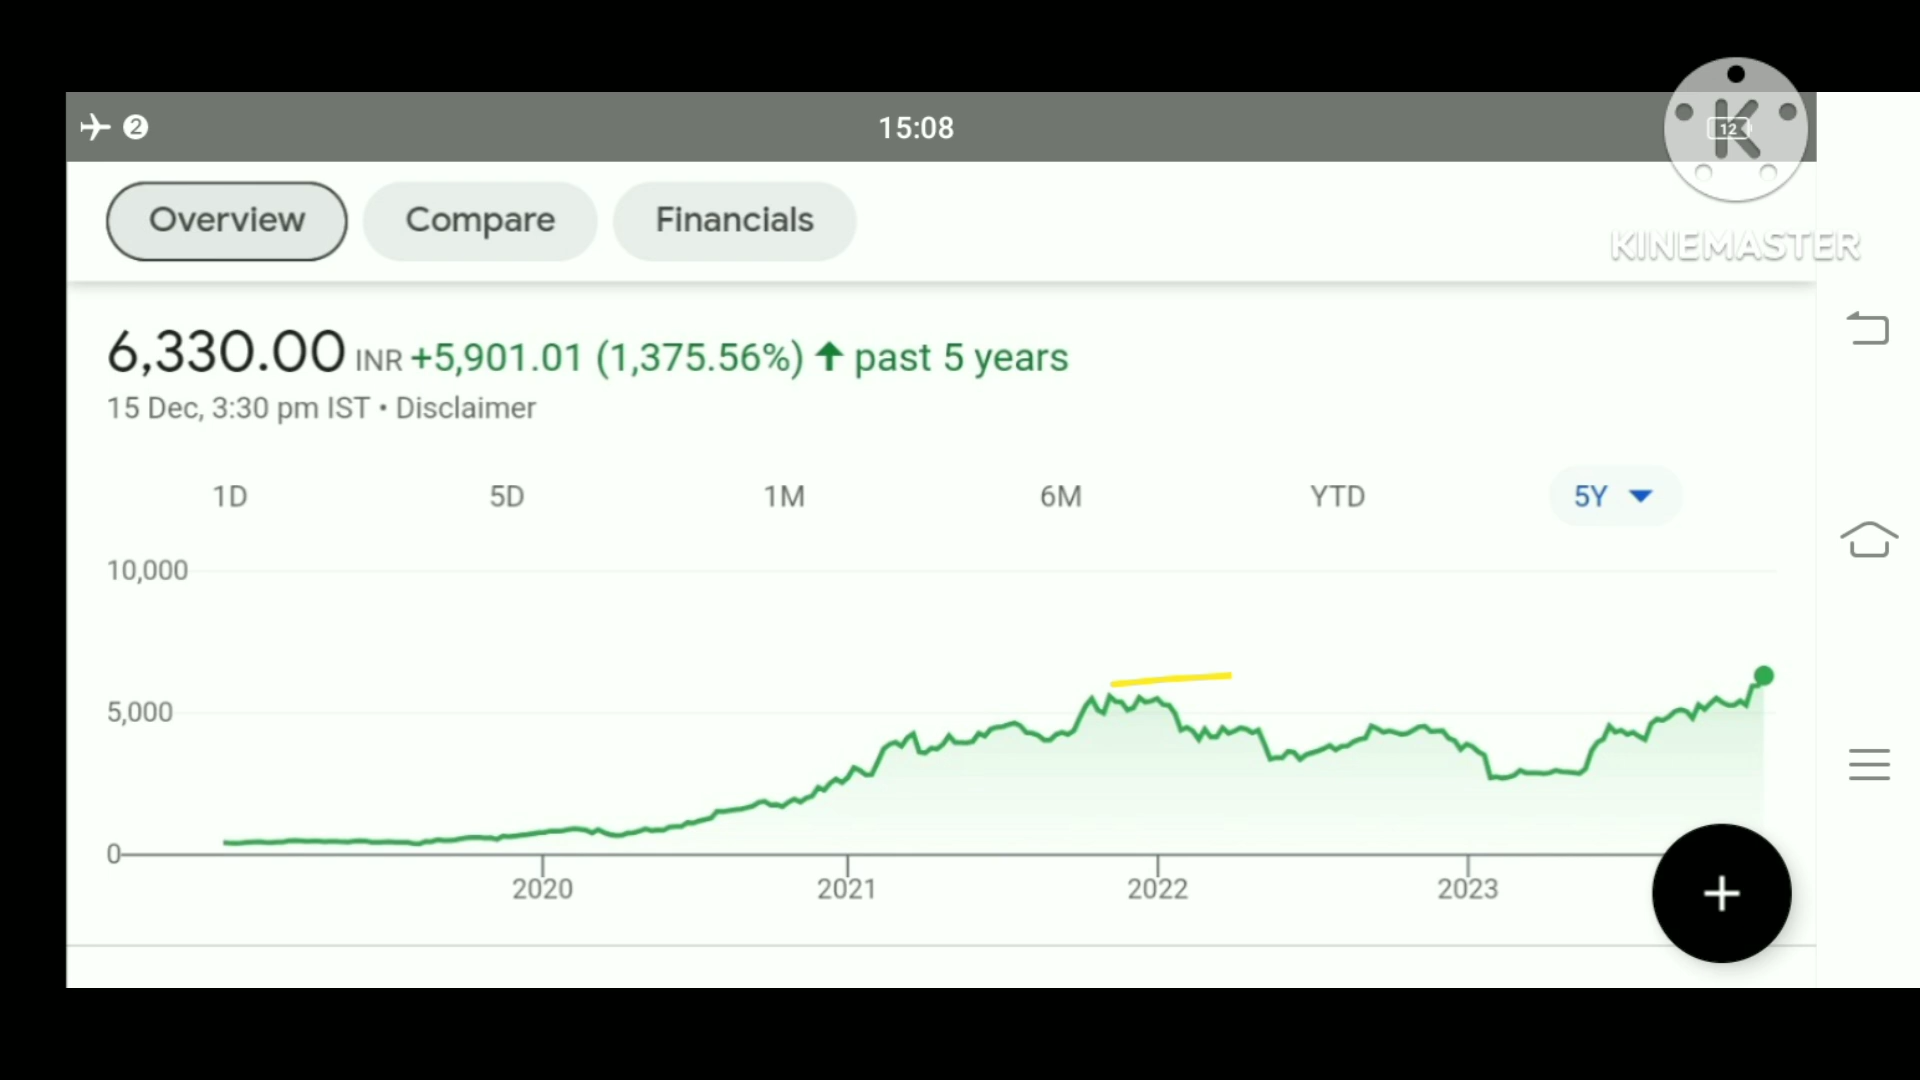 2 15:08 12
K
KINEMASTER
Overview Compare Financials
6,330.00 INR +5,901.01 (1,375.56%) ↑ past 5 years
15 Dec, 3:30 pm IST • Disclaimer
1D 5D 1M 6M YTD 5Y
10,000
5,000
0
2020 2021 2022 2023
+